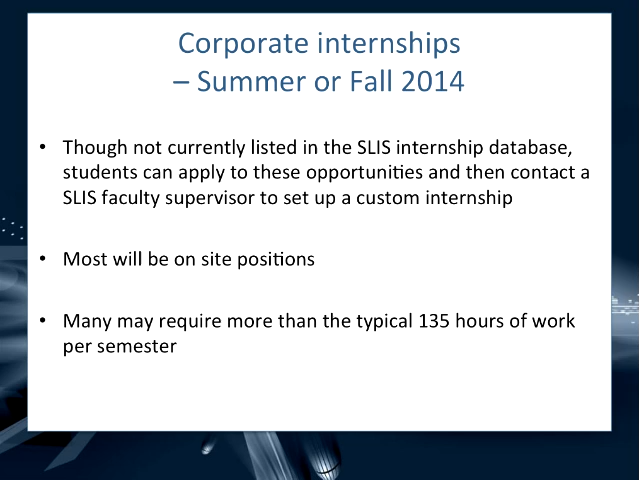 Corporate internships
– Summer or Fall 2014
• Though not currently listed in the SLIS internship database,
students can apply to these opportunities and then contact a
SLIS faculty supervisor to set up a custom internship
• Most will be on site positions
• Many may require more than the typical 135 hours of work
per semester